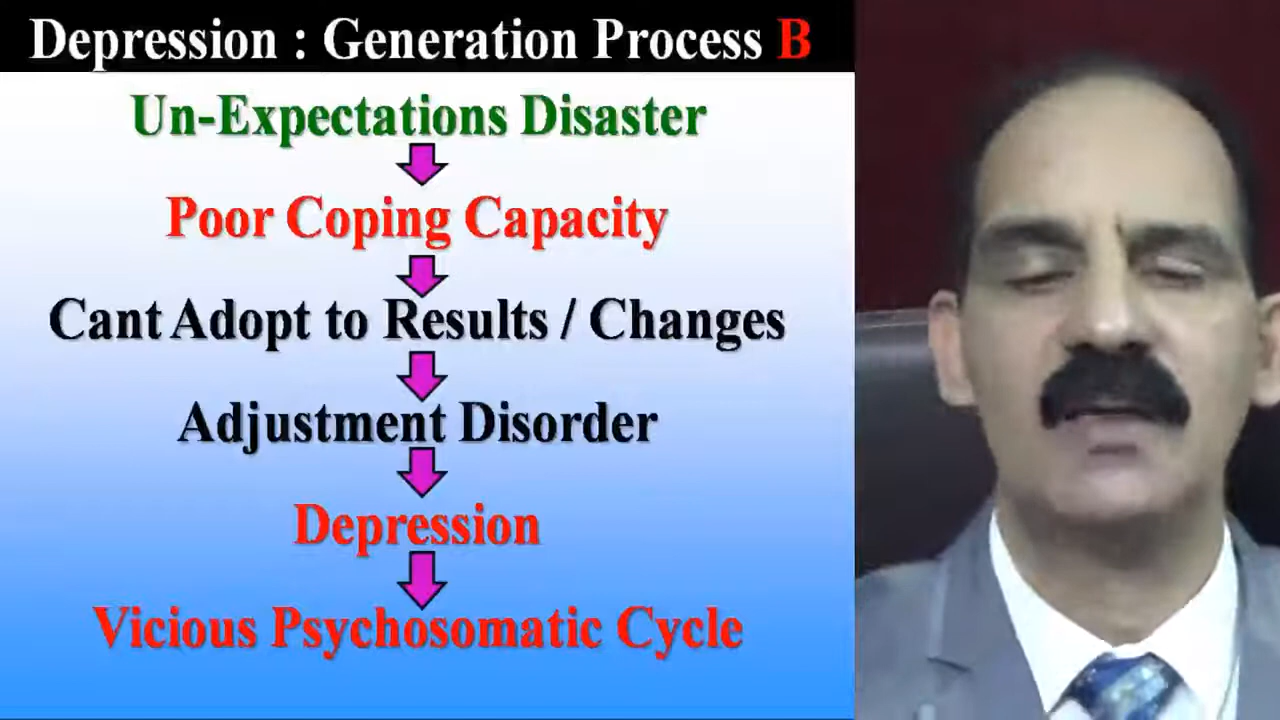 Depression : Generation Process B
Un-Expectations Disaster
Poor Coping Capacity
Cant Adopt to Results / Changes
Adjustment Disorder
Depression
Vicious Psychosomatic Cycle